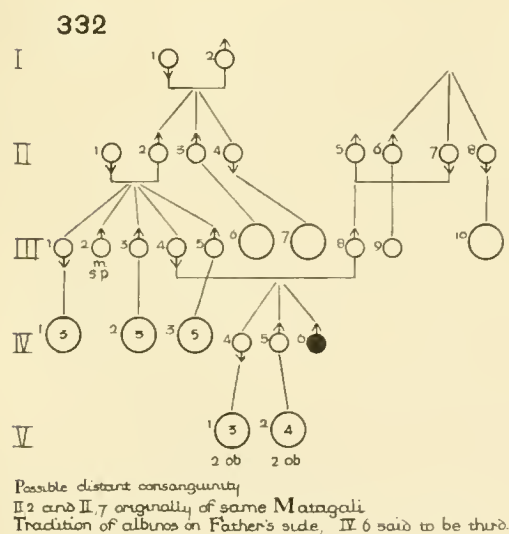 332
I
1 2
II
1 2 3 4 5 6 7 8
III
1 2 3 4 5 6 7 8 9 10
m
s p
IV
1 3 2 5 3 5 4 5 6
V
1 3 2 4
2 ob 2 ob
Possible distant consanguinity
II 2 and II, 7 originally of same Matagali
Tradition of albinos on Father's side, IV 6 said to be third.